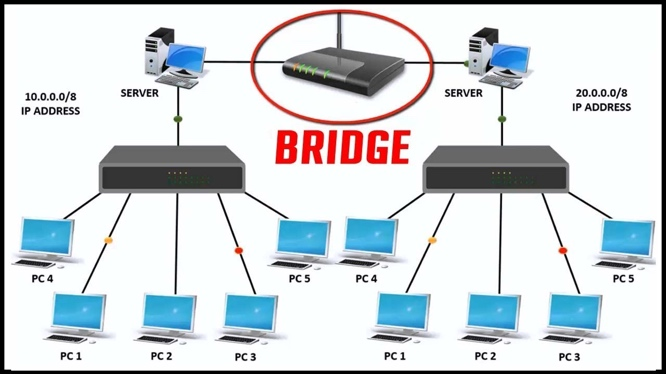 10.0.0.0/8
IP ADDRESS
SERVER
BRIDGE
SERVER
20.0.0.0/8
IP ADDRESS
PC 4
PC 5
PC 4
PC 5
PC 1
PC 2
PC 3
PC 1
PC 2
PC 3